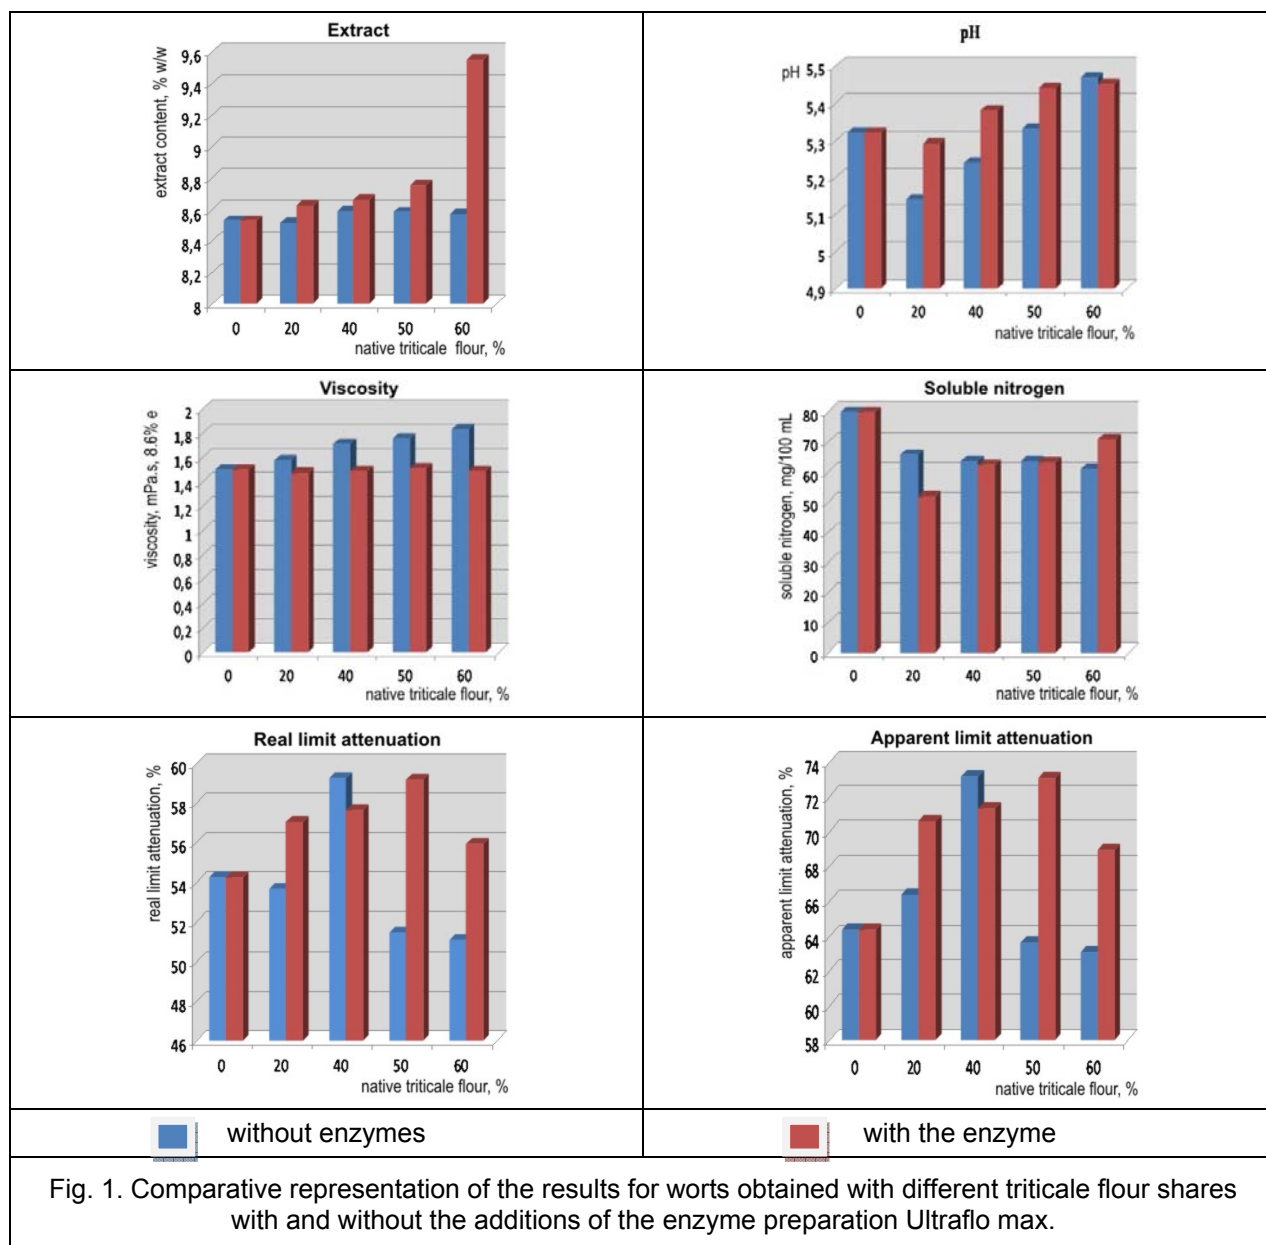 Extract
extract content, % w/w
9,6
9,4
9,2
9
8,8
8,6
8,4
8,2
8
0 20 40 50 60
native triticale flour, %
pH
pH
5,5
5,4
5,3
5,2
5,1
5
4,9
0 20 40 50 60
native triticale flour, %
Viscosity
viscosity, mPa.s, 8.6% e
2
1,8
1,6
1,4
1,2
1
0,8
0,6
0,4
0,2
0
0 20 40 50 60
native triticale flour, %
Soluble nitrogen
soluble nitrogen, mg/100 mL
80
70
60
50
40
30
20
10
0
0 20 40 50 60
native triticale flour, %
Real limit attenuation
real limit attenuation, %
60
58
56
54
52
50
48
46
0 20 40 50 60
native triticale flour, %
Apparent limit attenuation
apparent limit attenuation, %
74
72
70
68
66
64
62
60
58
0 20 40 50 60
native triticale flour, %
without enzymes
with the enzyme
Fig. 1. Comparative representation of the results for worts obtained with different triticale flour shares
with and without the additions of the enzyme preparation Ultraflo max.